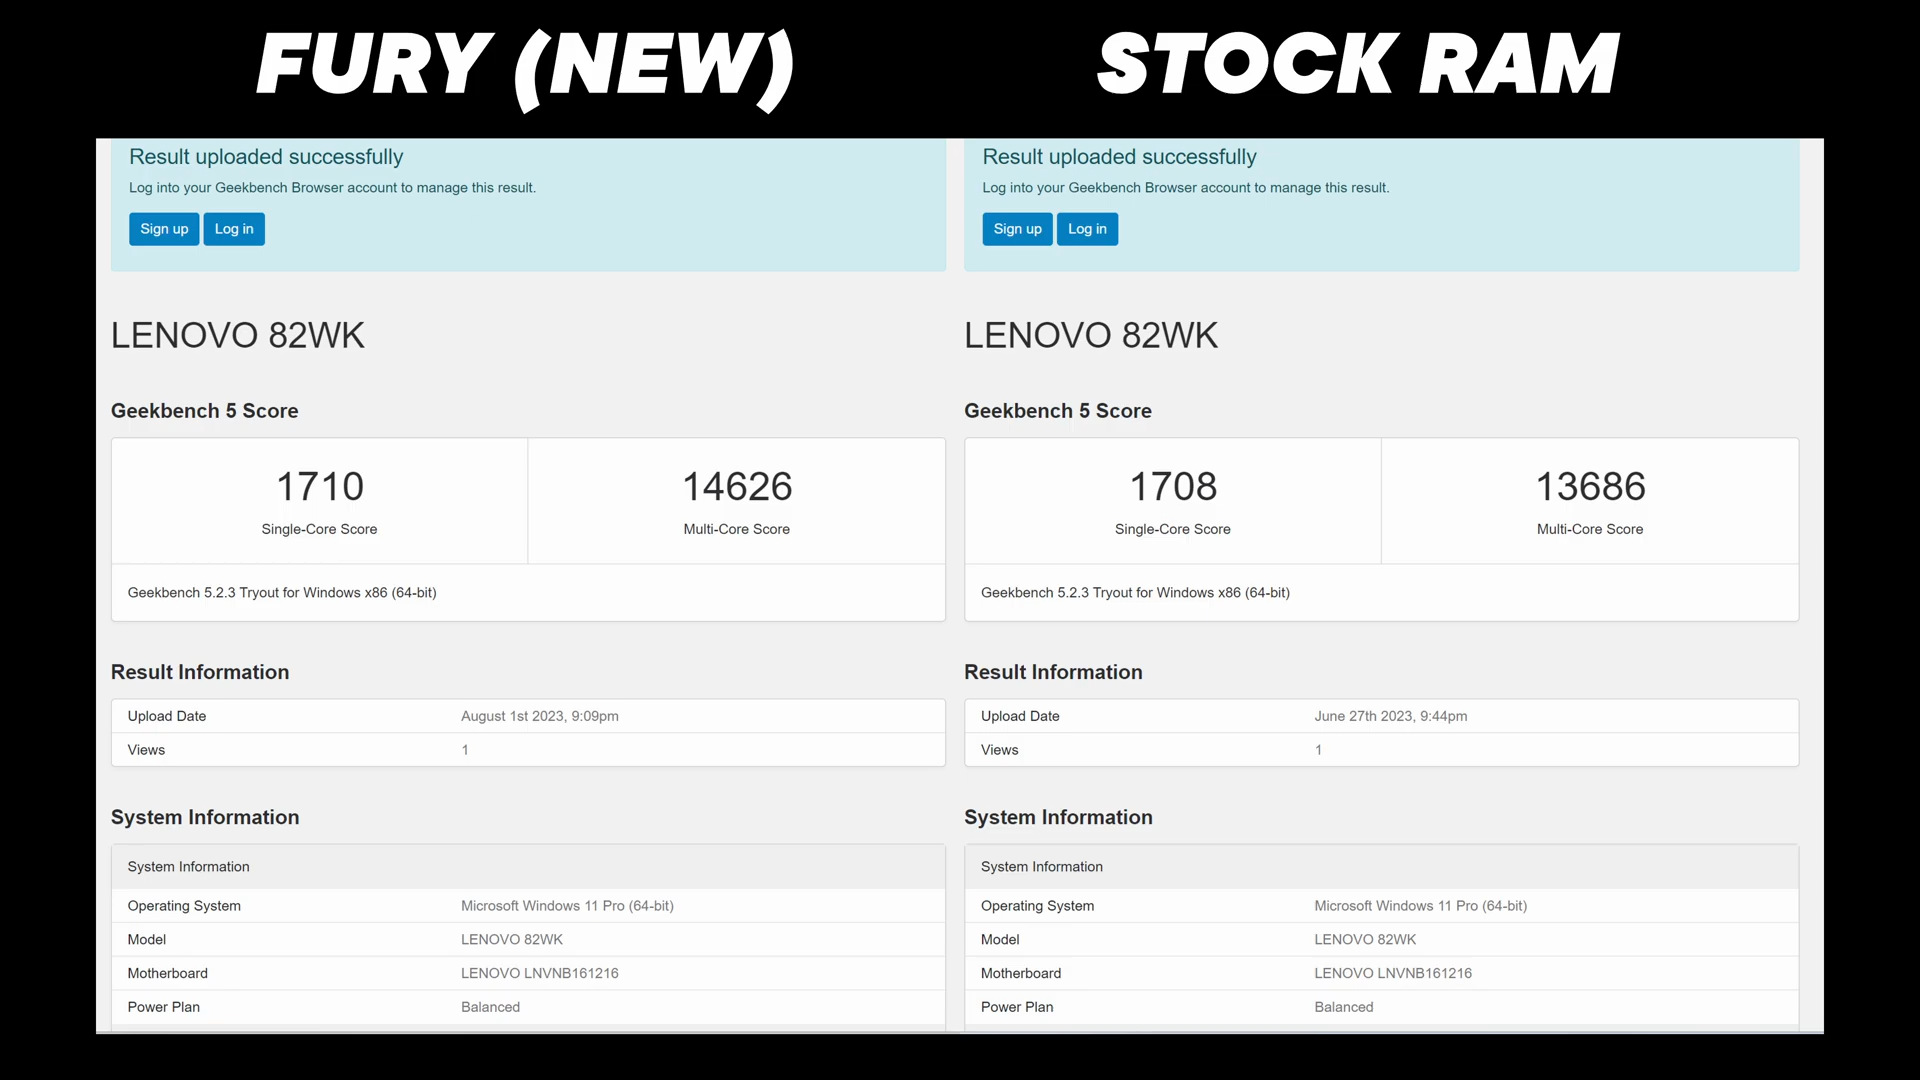 FURY (NEW)
STOCK RAM
Result uploaded successfully
Log into your Geekbench Browser account to manage this result.
Sign up
Log in
LENOVO 82WK
Geekbench 5 Score
1710
14626
Single-Core Score
Multi-Core Score
Geekbench 5.2.3 Tryout for Windows x86 (64-bit)
Result Information
Upload Date August 1st 2023, 9:09pm
Views 1
System Information
System Information
Operating System Microsoft Windows 11 Pro (64-bit)
Model LENOVO 82WK
Motherboard LENOVO LNVNB161216
Power Plan Balanced
Result uploaded successfully
Log into your Geekbench Browser account to manage this result.
Sign up
Log in
LENOVO 82WK
Geekbench 5 Score
1708
13686
Single-Core Score
Multi-Core Score
Geekbench 5.2.3 Tryout for Windows x86 (64-bit)
Result Information
Upload Date June 27th 2023, 9:44pm
Views 1
System Information
System Information
Operating System Microsoft Windows 11 Pro (64-bit)
Model LENOVO 82WK
Motherboard LENOVO LNVNB161216
Power Plan Balanced